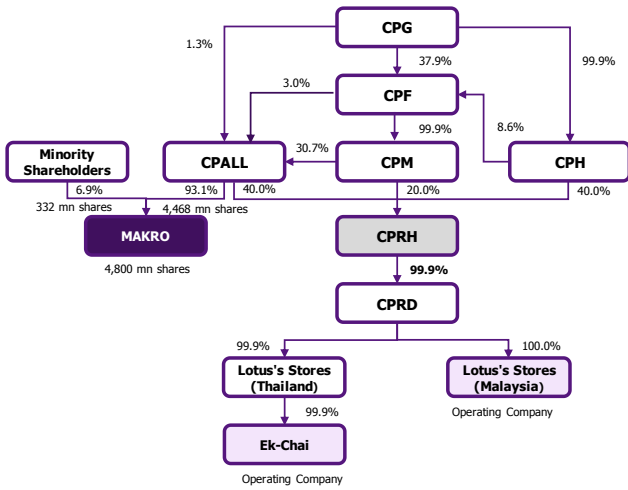 CPG
1.3%
37.9%
99.9%
3.0%
CPF
99.9%
8.6%
Minority
Shareholders
CPALL
30.7%
CPM
CPH
6.9%
93.1%
40.0%
20.0%
40.0%
332 mn shares
4,468 mn shares
MAKRO
CPRH
4,800 mn shares
99.9%
CPRD
99.9%
100.0%
Lotus's Stores
(Thailand)
Lotus's Stores
(Malaysia)
99.9%
Operating Company
Ek-Chai
Operating Company